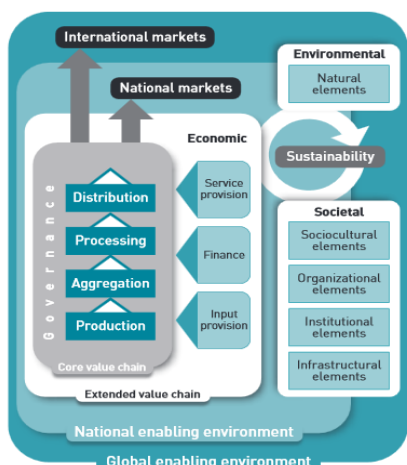 International markets
National markets
Economic
Governance
Distribution
Processing
Aggregation
Production
Service
provision
Finance
Input
provision
Core value chain
Extended value chain
Environmental
Natural
elements
Sustainability
Societal
Sociocultural
elements
Organizational
elements
Institutional
elements
Infrastructural
elements
National enabling environment
Global enabling environment